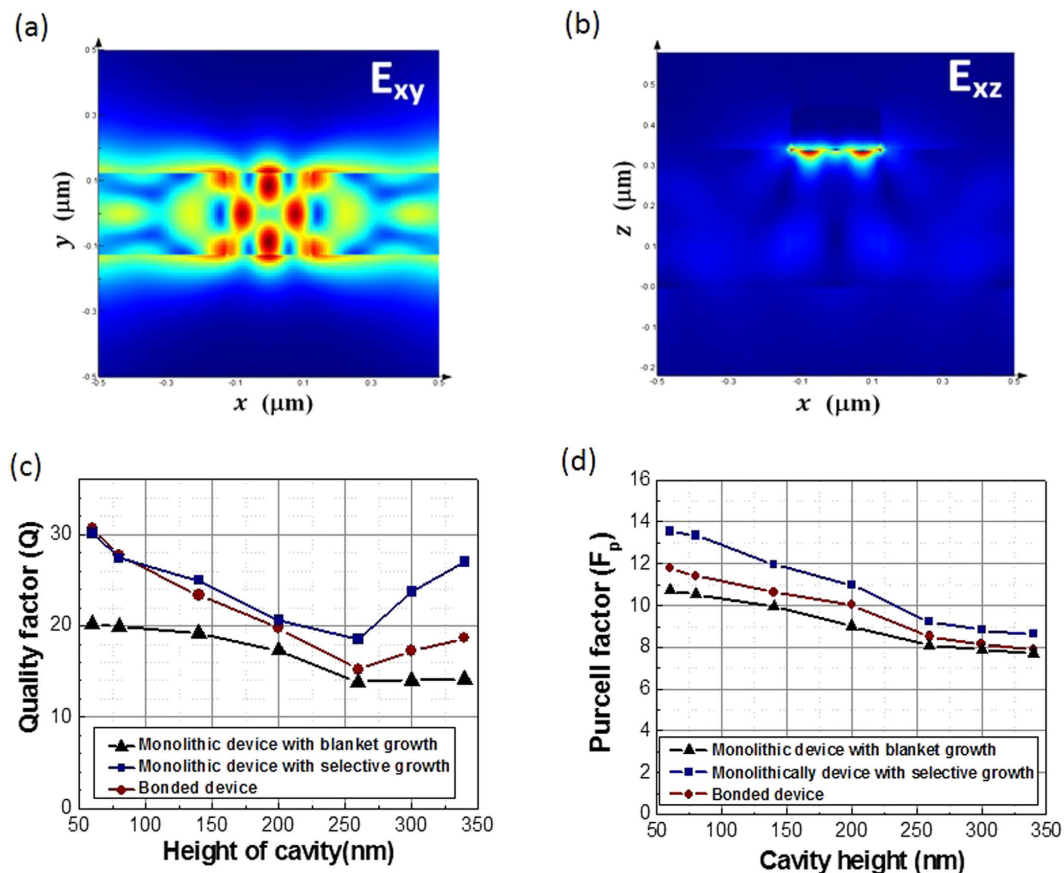 (a)
E_xy
0.5
0.3
0.1
-0.1
-0.3
-0.5
y (μm)
-0.5 -0.3 -0.1 0.1 0.3 0.5
x (μm)
(b)
E_xz
0.5
0.4
0.3
0.2
0.1
-0.0
-0.1
-0.2
z (μm)
-0.5 -0.3 -0.1 0.1 0.3 0.5
x (μm)
(c)
30
20
10
0
Quality factor (Q)
Monolithic device with blanket growth
Monolithic device with selective growth
Bonded device
50 100 150 200 250 300 350
Height of cavity(nm)
(d)
16
14
12
10
8
6
4
2
0
Purcell factor (F_p)
Monolithic device with blanket growth
Monolithically device with selective growth
Bonded device
50 100 150 200 250 300 350
Cavity height (nm)